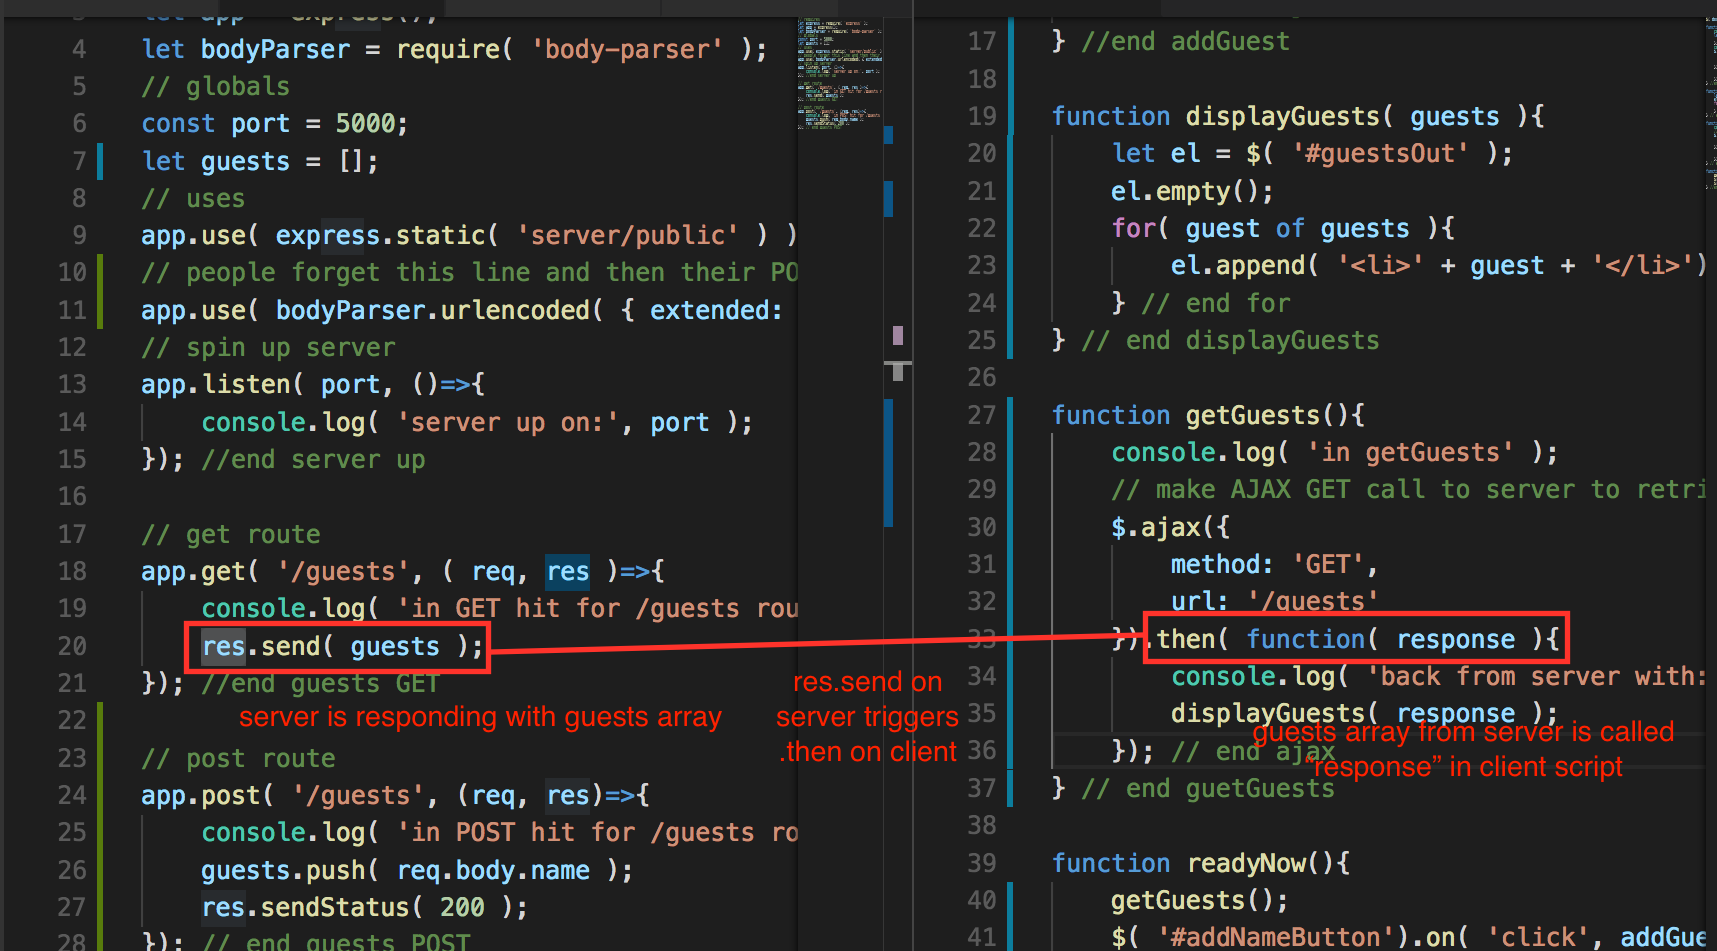 let app = express();
4 let bodyParser = require( 'body-parser' );
5 // globals
6 const port = 5000;
7 let guests = [];
8 // uses
9 app.use( express.static( 'server/public' ) )
10 // people forget this line and then their PO
11 app.use( bodyParser.urlencoded( { extended:
12 // spin up server
13 app.listen( port, ()=>{
14 console.log( 'server up on:', port );
15 }); //end server up
16
17 // get route
18 app.get( '/guests', ( req, res )=>{
19 console.log( 'in GET hit for /guests rou
20 res.send( guests );
21 }); //end guests GET
server is responding with guests array
22
23 // post route
24 app.post( '/guests', (req, res)=>{
25 console.log( 'in POST hit for /guests ro
26 guests.push( req.body.name );
27 res.sendStatus( 200 );
28 }); // end guests POST
res.send on
server triggers
.then on client
17 } //end addGuest
18
19 function displayGuests( guests ){
20 let el = $( '#guestsOut' );
21 el.empty();
22 for( guest of guests ){
23 el.append( '<li>' + guest + '</li>')
24 } // end for
25 } // end displayGuests
26
27 function getGuests(){
28 console.log( 'in getGuests' );
29 // make AJAX GET call to server to retri
30 $.ajax({
31 method: 'GET',
32 url: '/guests'
33 }).then( function( response ){
34 console.log( 'back from server with:
35 displayGuests( response );
guests array from server is called
36 }); // end ajax
“response” in client script
37 } // end guetGuests
38
39 function readyNow(){
40 getGuests();
41 $( '#addNameButton').on( 'click', addGue